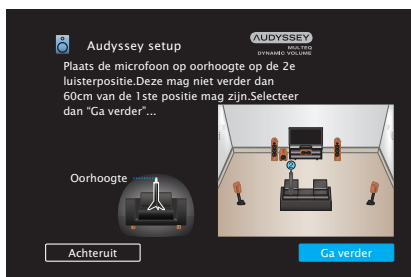 Audyssey setup
AUDYSSEY
MULTEQ
DYNAMIC VOLUME
Plaats de microfoon op oorhoogte op de 2e
luisterpositie.Deze mag niet verder dan
60cm van de 1ste positie mag zijn.Selecteer
dan "Ga verder"...
Oorhoogte
Achteruit
Ga verder